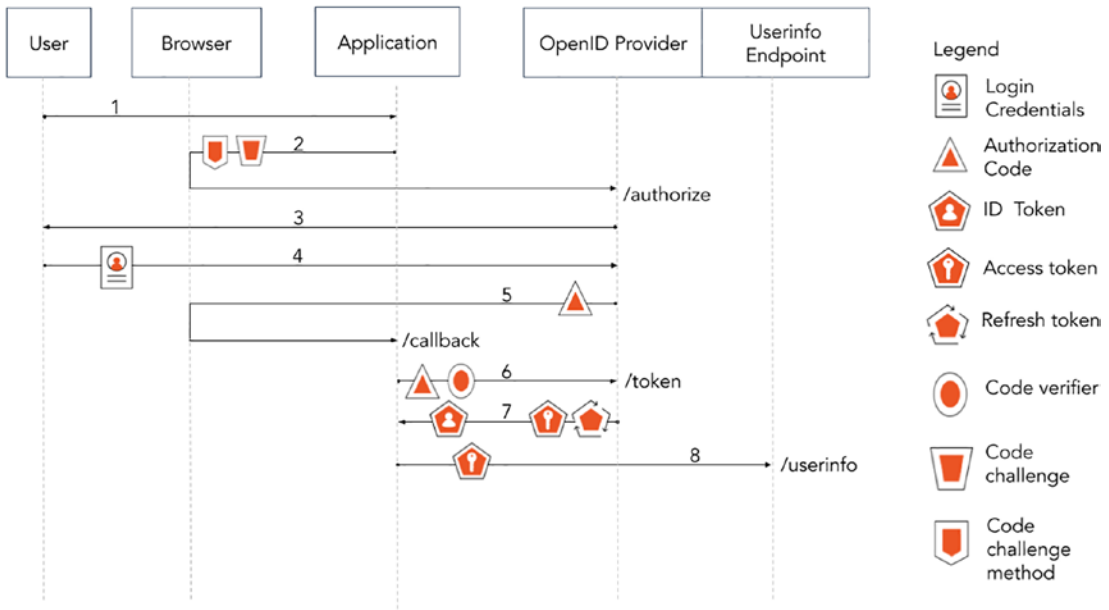 User
Browser
Application
OpenID Provider
Userinfo
Endpoint
1
2
/authorize
3
4
5
/callback
6
/token
7
8
/userinfo
Legend
Login
Credentials
Authorization
Code
ID Token
Access token
Refresh token
Code verifier
Code
challenge
Code
challenge
method